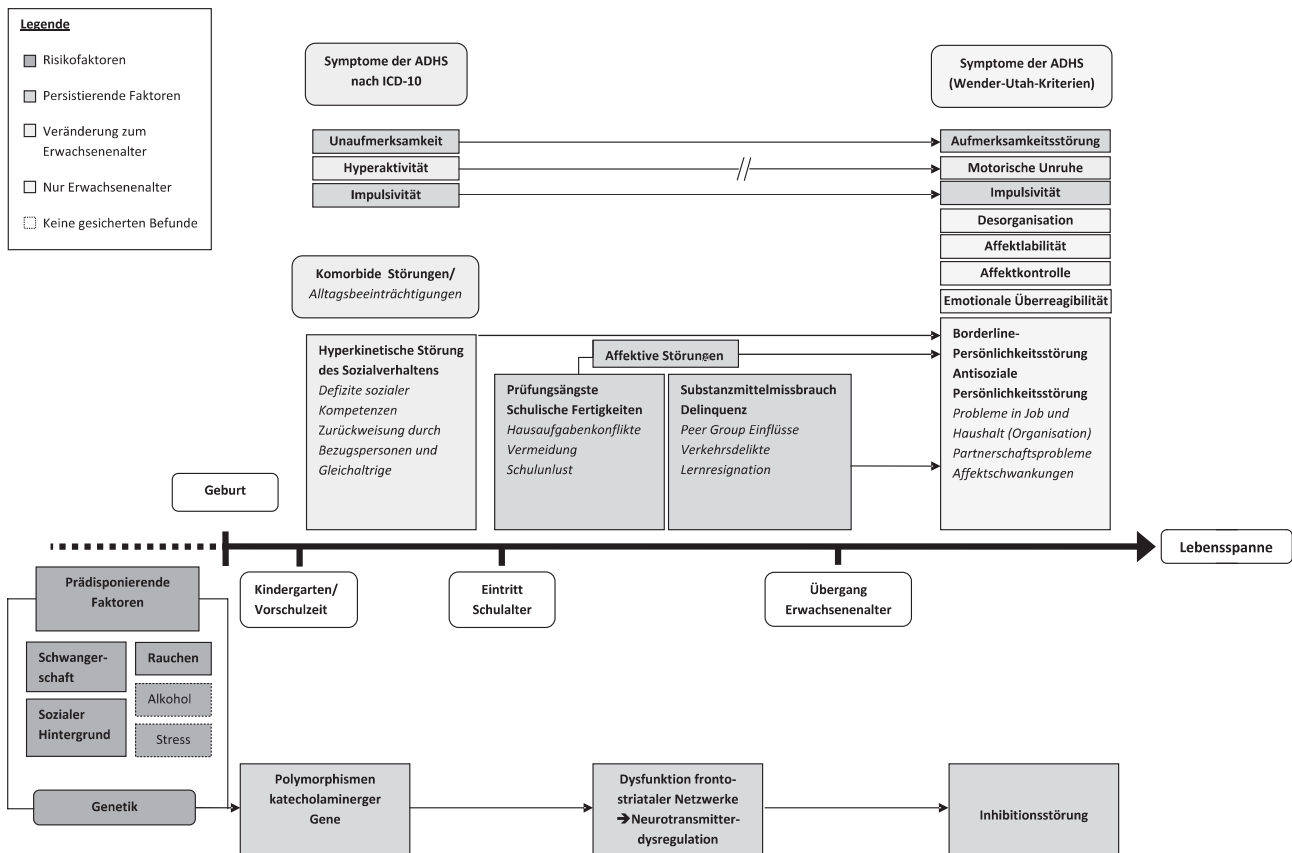 Legende
Risikofaktoren
Persistierende Faktoren
Veränderung zum
Erwachsenenalter
Nur Erwachsenenalter
Keine gesicherten Befunde
Symptome der ADHS
nach ICD-10
Symptome der ADHS
(Wender-Utah-Kriterien)
Unaufmerksamkeit
Aufmerksamkeitsstörung
Hyperaktivität
Motorische Unruhe
Impulsivität
Impulsivität
Desorganisation
Affektlabilität
Affektkontrolle
Emotionale Überreagibilität
Komorbide Störungen/
Alltagsbeeinträchtigungen
Hyperkinetische Störung
des Sozialverhaltens
Defizite sozialer
Kompetenzen
Zurückweisung durch
Bezugspersonen und
Gleichaltrige
Affektive Störungen
Prüfungsängste
Schulische Fertigkeiten
Hausaufgabenkonflikte
Vermeidung
Schulunlust
Substanzmittelmissbrauch
Delinquenz
Peer Group Einflüsse
Verkehrsdelikte
Lernresignation
Borderline-
Persönlichkeitsstörung
Antisoziale
Persönlichkeitsstörung
Probleme in Job und
Haushalt (Organisation)
Partnerschaftsprobleme
Affektschwankungen
Geburt
Lebensspanne
Kindergarten/
Vorschulzeit
Eintritt
Schulalter
Übergang
Erwachsenenalter
Prädisponierende
Faktoren
Schwanger-
schaft
Rauchen
Alkohol
Sozialer
Hintergrund
Stress
Genetik
Polymorphismen
katecholaminerger
Gene
Dysfunktion fronto-
striataler Netzwerke
➔Neurotransmitter-
dysregulation
Inhibitionsstörung